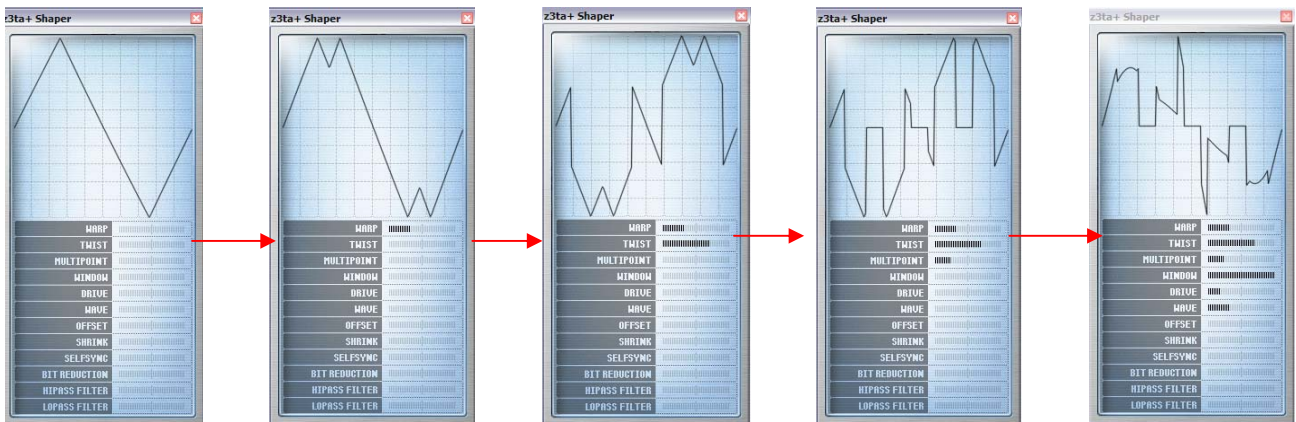 z3ta+ Shaper
WARP
TWIST
MULTIPOINT
WINDOW
DRIVE
WAVE
OFFSET
SHRINK
SELFSYNC
BIT REDUCTION
HIPASS FILTER
LOPASS FILTER
z3ta+ Shaper
WARP
TWIST
MULTIPOINT
WINDOW
DRIVE
WAVE
OFFSET
SHRINK
SELFSYNC
BIT REDUCTION
HIPASS FILTER
LOPASS FILTER
z3ta+ Shaper
WARP
TWIST
MULTIPOINT
WINDOW
DRIVE
WAVE
OFFSET
SHRINK
SELFSYNC
BIT REDUCTION
HIPASS FILTER
LOPASS FILTER
z3ta+ Shaper
WARP
TWIST
MULTIPOINT
WINDOW
DRIVE
WAVE
OFFSET
SHRINK
SELFSYNC
BIT REDUCTION
HIPASS FILTER
LOPASS FILTER
z3ta+ Shaper
WARP
TWIST
MULTIPOINT
WINDOW
DRIVE
WAVE
OFFSET
SHRINK
SELFSYNC
BIT REDUCTION
HIPASS FILTER
LOPASS FILTER